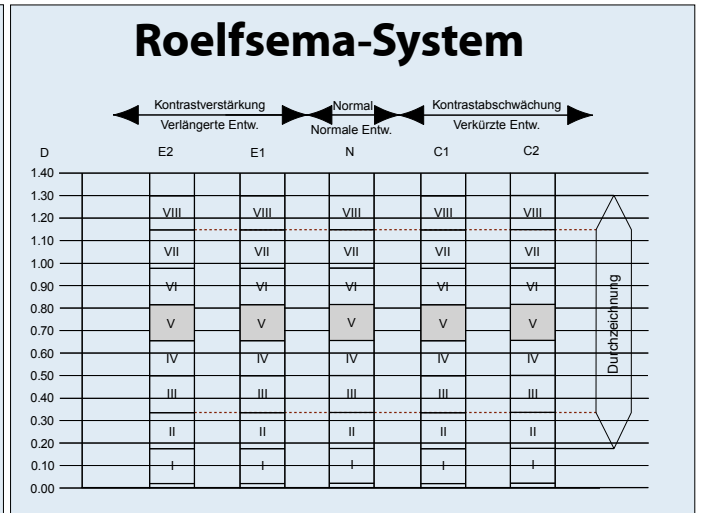 Roelfsema-System
Kontrastverstärkung Normal Kontrastabschwächung
Verlängerte Entw. Normale Entw. Verkürzte Entw.
D E2 E1 N C1 C2
1.40
1.30
1.20 VIII VIII VIII VIII VIII
1.10
VII VII VII VII VII
1.00
0.90 VI VI VI VI VI
0.80
V V V V V
0.70
0.60 IV IV IV IV IV
0.50
0.40 III III III III III
0.30
II II II II II
0.20
0.10 I I I I I
0.00
Durchzeichnung